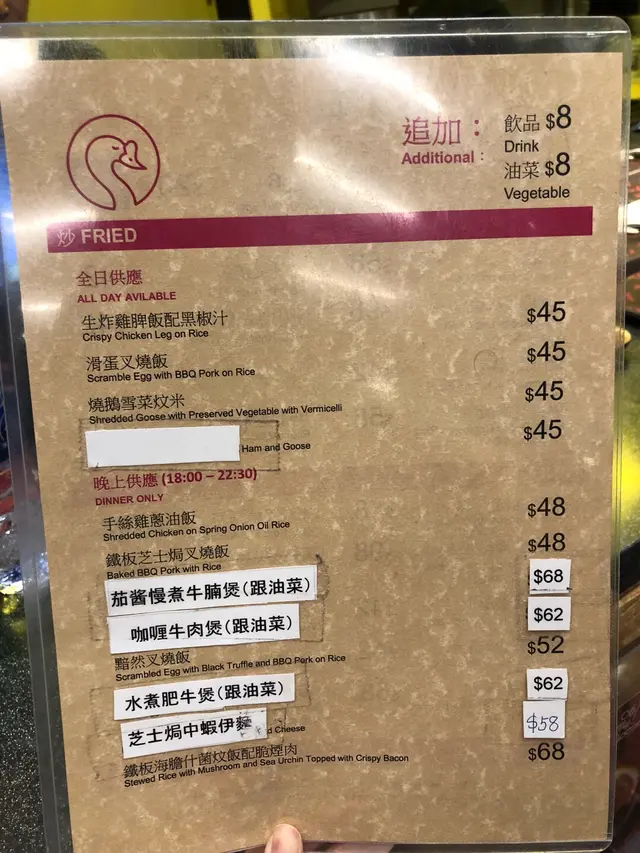 追加：
Additional :
飲品 $8
Drink
油菜 $8
Vegetable
炒 FRIED
全日供應
ALL DAY AVILABLE
生炸雞脾飯配黑椒汁 $45
Crispy Chicken Leg on Rice
滑蛋叉燒飯 $45
Scramble Egg with BBQ Pork on Rice
燒鵝雪菜炆米 $45
Shredded Goose with Preserved Vegetable with Vermicelli
Ham and Goose $45
晚上供應 (18:00 – 22:30)
DINNER ONLY
手絲雞蔥油飯 $48
Shredded Chicken on Spring Onion Oil Rice
鐵板芝士焗叉燒飯 $48
Baked BBQ Pork with Rice
茄醬慢煮牛腩煲(跟油菜) $68
咖喱牛肉煲(跟油菜) $62
黯然叉燒飯 $52
Scrambled Egg with Black Truffle and BBQ Pork on Rice
水煮肥牛煲(跟油菜) $62
芝士焗中蝦伊麵 $58
d Cheese
鐵板海膽什菌炆飯配脆煙肉 $68
Stewed Rice with Mushroom and Sea Urchin Topped with Crispy Bacon